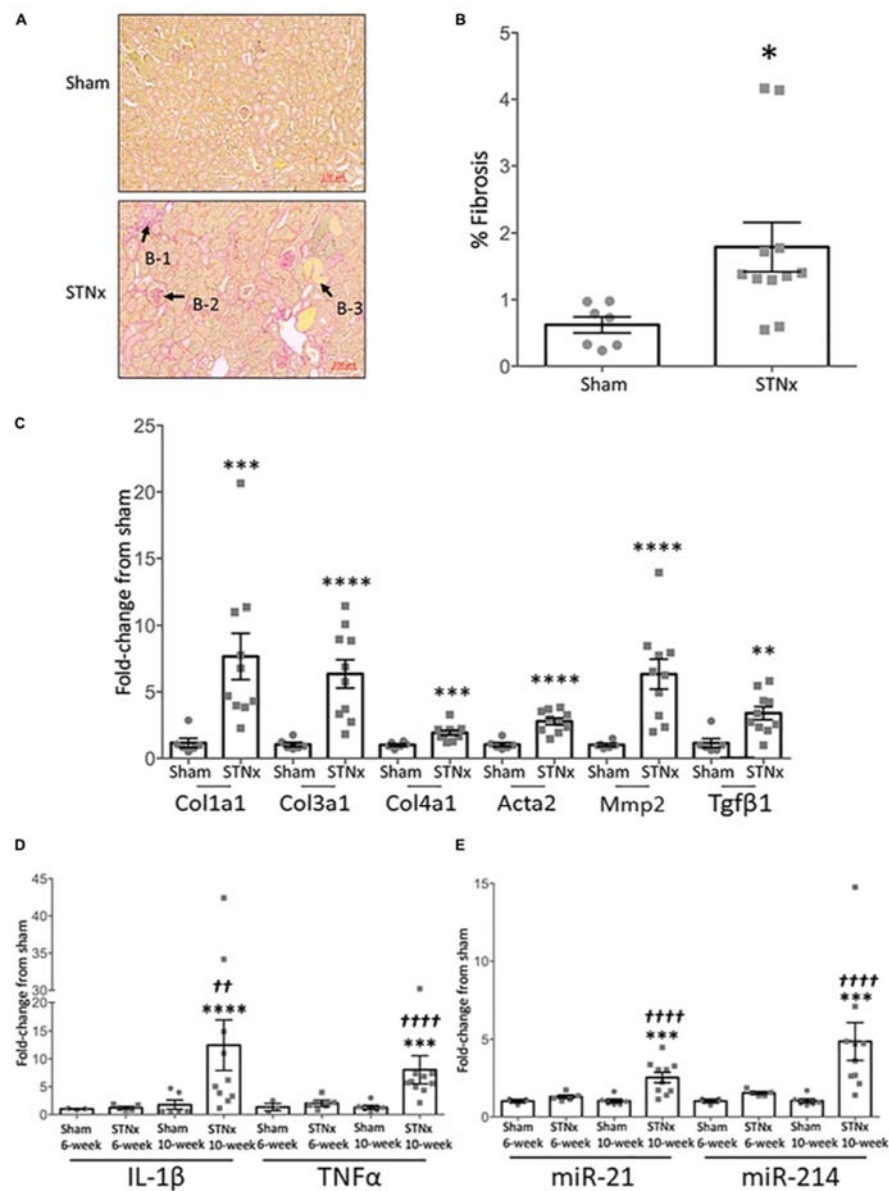 A
Sham
STNx
B-1
B-2
B-3
B
% Fibrosis
5
4
3
2
1
0
*
Sham STNx
C
Fold-change from sham
25
20
15
10
5
0
*** **** *** **** **** **
Sham STNx Sham STNx Sham STNx Sham STNx Sham STNx Sham STNx
Col1a1 Col3a1 Col4a1 Acta2 Mmp2 Tgfβ1
D
Fold-change from sham
45
40
35
30
20
15
10
5
0
†† ††††
**** ***
Sham STNx Sham STNx Sham STNx Sham STNx
6-week 6-week 10-week 10-week 6-week 6-week 10-week 10-week
IL-1β TNFα
E
Fold-change from sham
15
10
5
0
†††† ††††
*** ***
Sham STNx Sham STNx Sham STNx Sham STNx
6-week 6-week 10-week 10-week 6-week 6-week 10-week 10-week
miR-21 miR-214